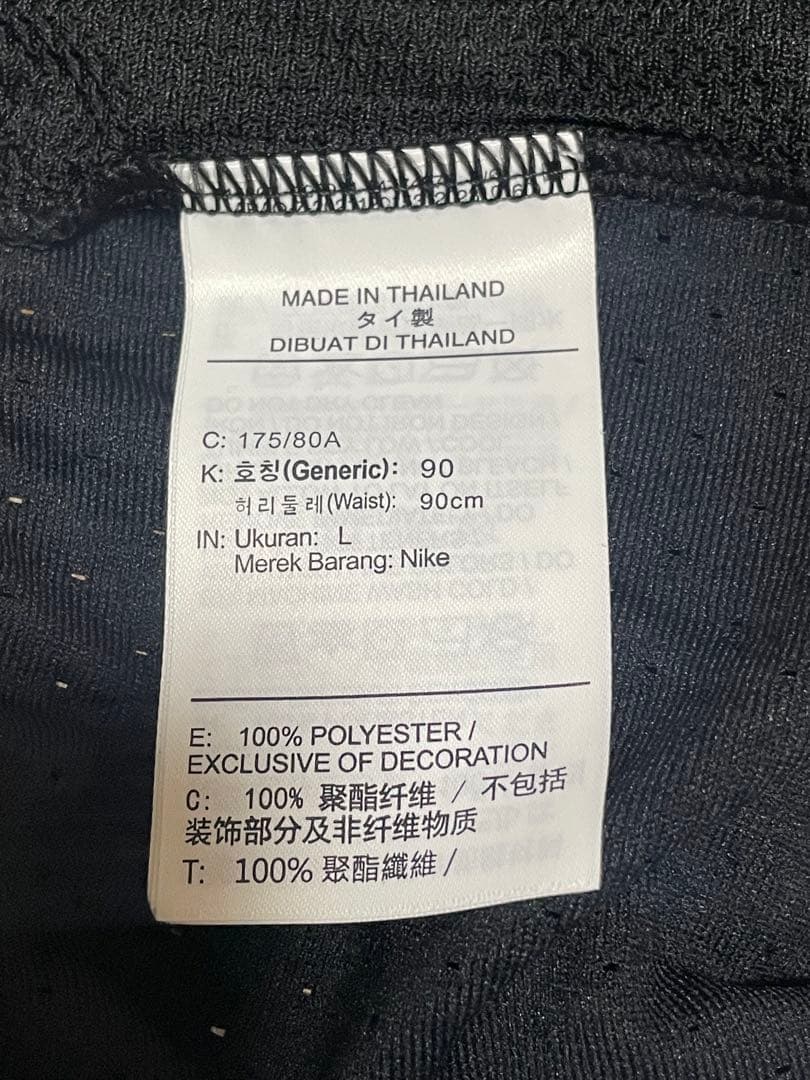 MADE IN THAILAND
タイ製
DIBUAT DI THAILAND
C: 175/80A
K: 호칭(Generic): 90
허리둘레(Waist): 90cm
IN: Ukuran: L
Merek Barang: Nike
E: 100% POLYESTER /
EXCLUSIVE OF DECORATION
C: 100% 聚酯纤维 / 不包括
装饰部分及非纤维物质
T: 100% 聚酯纖維/